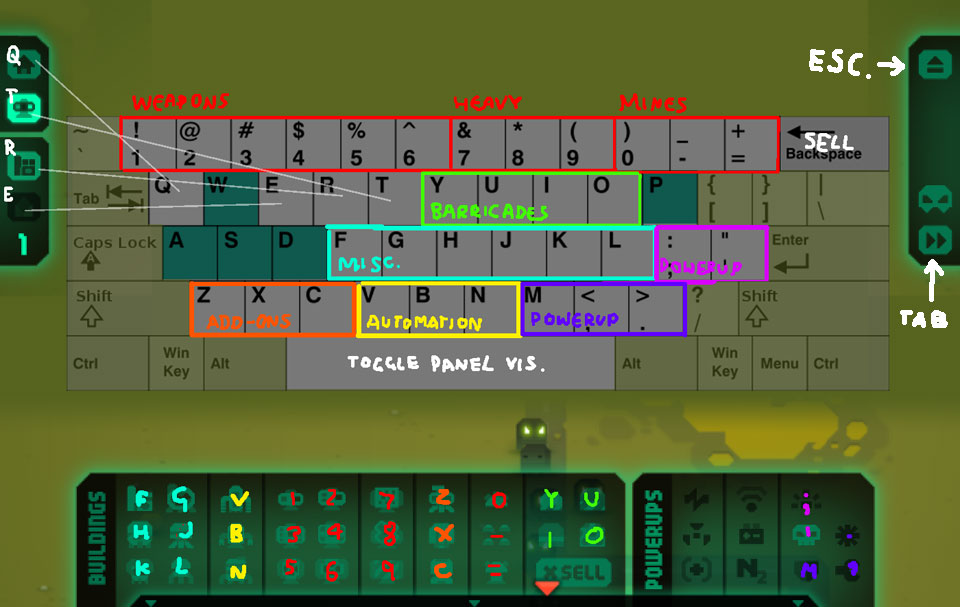 Q
T
R
E
1
ESC. →
TAB
WEAPONS HEAVY MINES
~ ! @ # $ % ^ & * ( ) _ + SELL
` 1 2 3 4 5 6 7 8 9 0 - = Backspace
Tab Q W E R T Y U I O P { } |
[ ] \
BARRICADES
Caps Lock A S D F G H J K L : " Enter
; '
MISC. POWERUP
Shift Z X C V B N M < > ? Shift
, . /
ADD-ONS AUTOMATION POWERUP
Ctrl Win Key Alt TOGGLE PANEL VIS. Alt Win Key Menu Ctrl
BUILDINGS
F G V 1 2 7 Z 0 Y U
H J B 3 4 8 X - I O
K L N 5 6 9 C =
X SELL
POWERUPS
;
'
N2 M ,